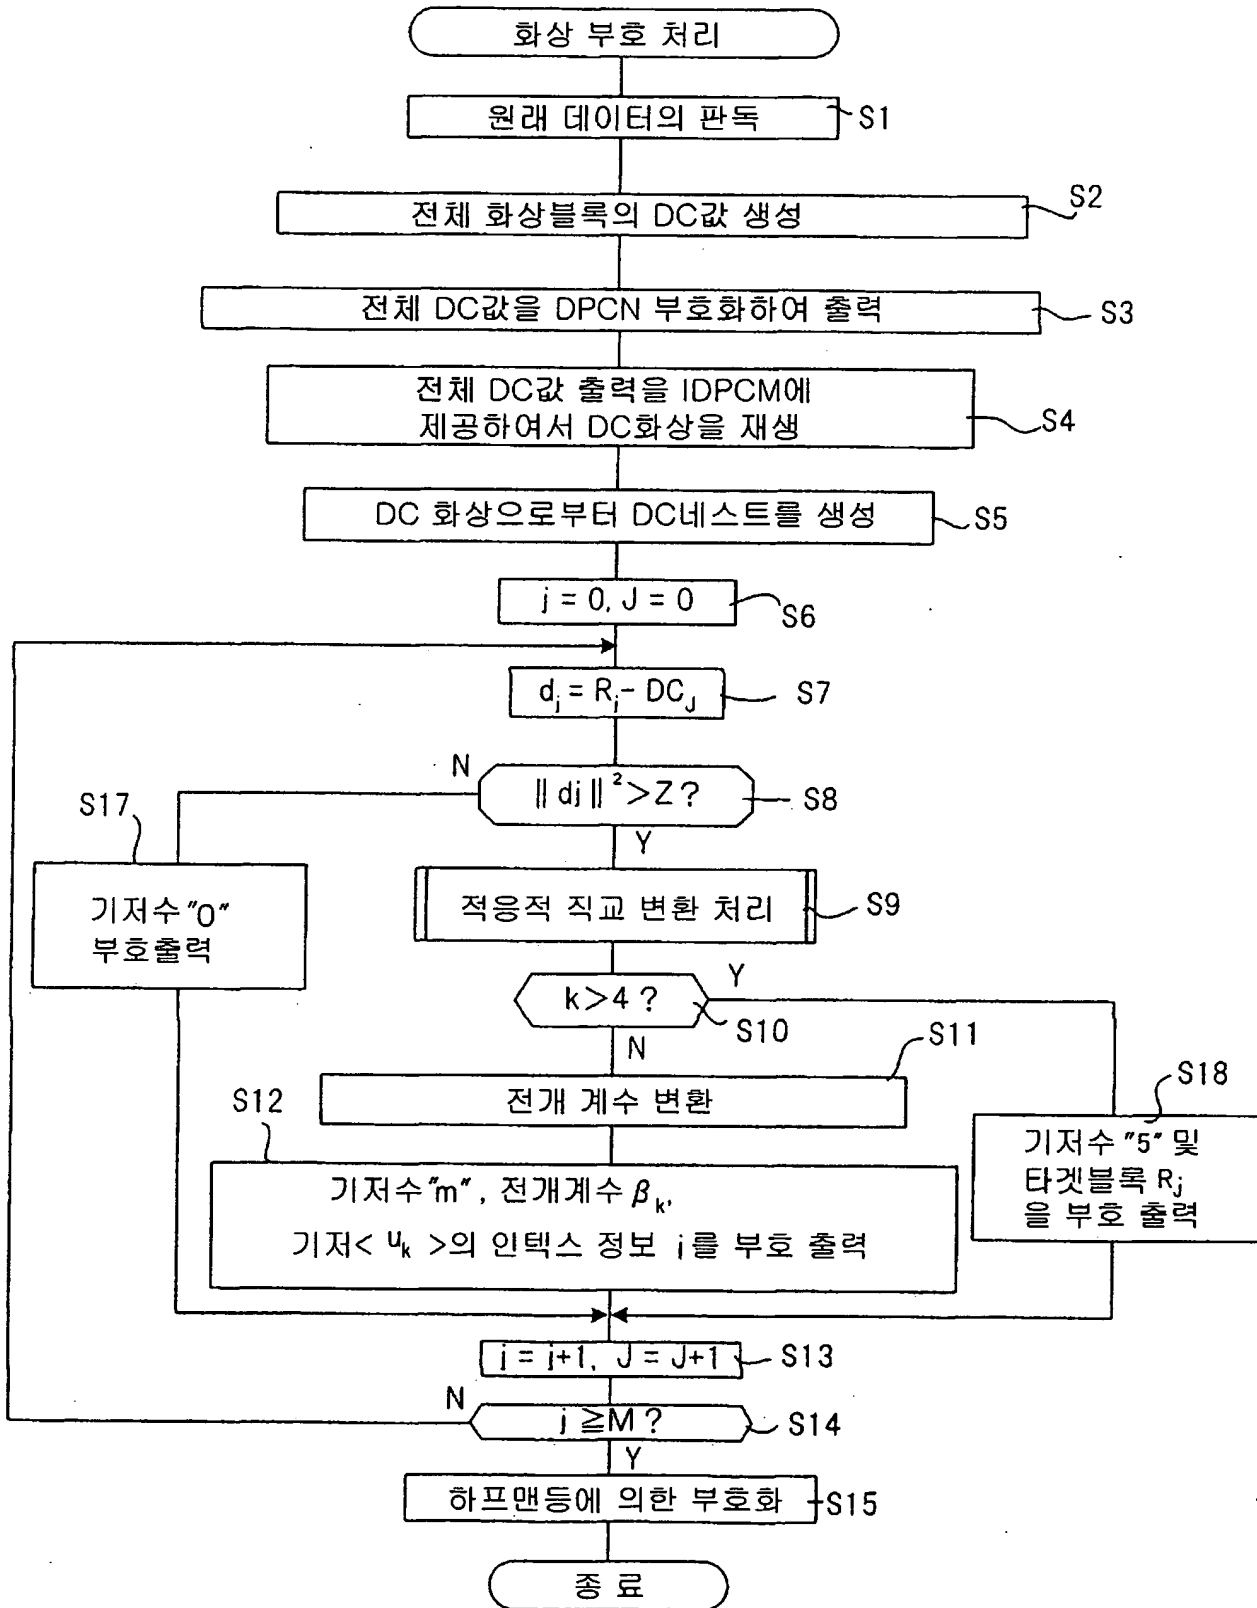 화상 부호 처리
원래 데이터의 판독
S1
전체 화상블록의 DC값 생성
S2
전체 DC값을 DPCN 부호화하여 출력
S3
전체 DC값 출력을 IDPCM에
제공하여서 DC화상을 재생
S4
DC 화상으로부터 DC네스트를 생성
S5
j = 0, J = 0
S6
d_j = R_j - DC_J
S7
N
‖ dj ‖² > Z ?
S8
Y
S17
기저수 "0"
부호출력
적응적 직교 변환 처리
S9
k > 4 ?
Y
S10
N
S11
전개 계수 변환
S12
기저수 "m" , 전개계수 β_k,
기저< u_k >의 인텍스 정보 i를 부호 출력
S18
기저수 "5" 및
타겟블록 R_j
을 부호 출력
j = j+1, J = J+1
S13
N
j ≧ M ?
S14
Y
하프맨등에 의한 부호화
S15
종 료